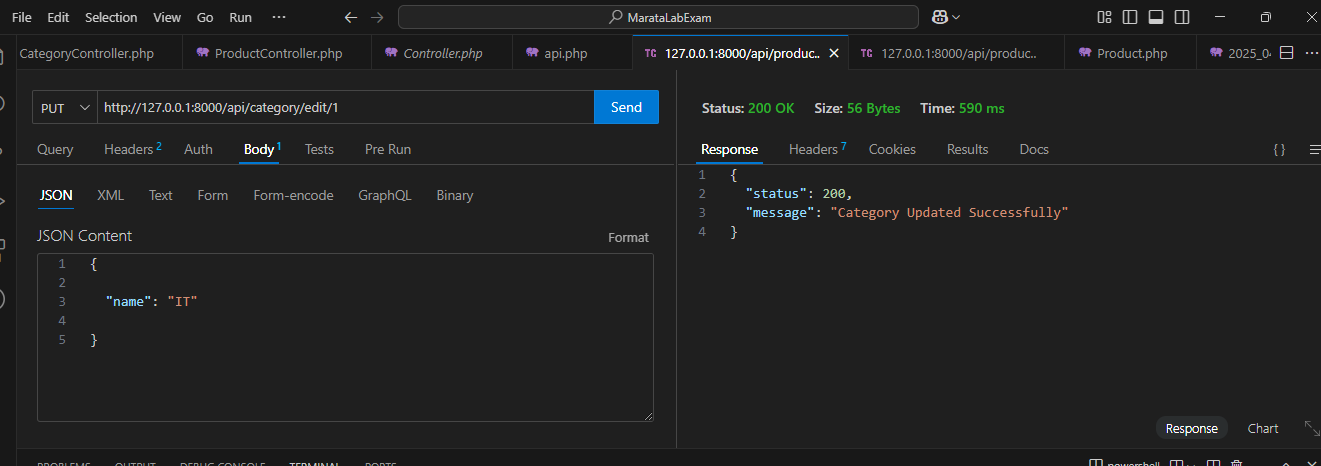 File Edit Selection View Go Run ··· MarataLabExam
CategoryController.php ProductController.php Controller.php api.php TC 127.0.0.1:8000/api/produc... TC 127.0.0.1:8000/api/produc... Product.php 2025_0 ···
PUT http://127.0.0.1:8000/api/category/edit/1 Send
Status: 200 OK Size: 56 Bytes Time: 590 ms
Query Headers 2 Auth Body 1 Tests Pre Run
Response Headers 7 Cookies Results Docs { }
JSON XML Text Form Form-encode GraphQL Binary
JSON Content
Format
1 {
2
3 "name": "IT"
4
5 }
1 {
2 "status": 200,
3 "message": "Category Updated Successfully"
4 }
Response Chart
PROBLEMS OUTPUT DEBUG CONSOLE TERMINAL PORTS powershell